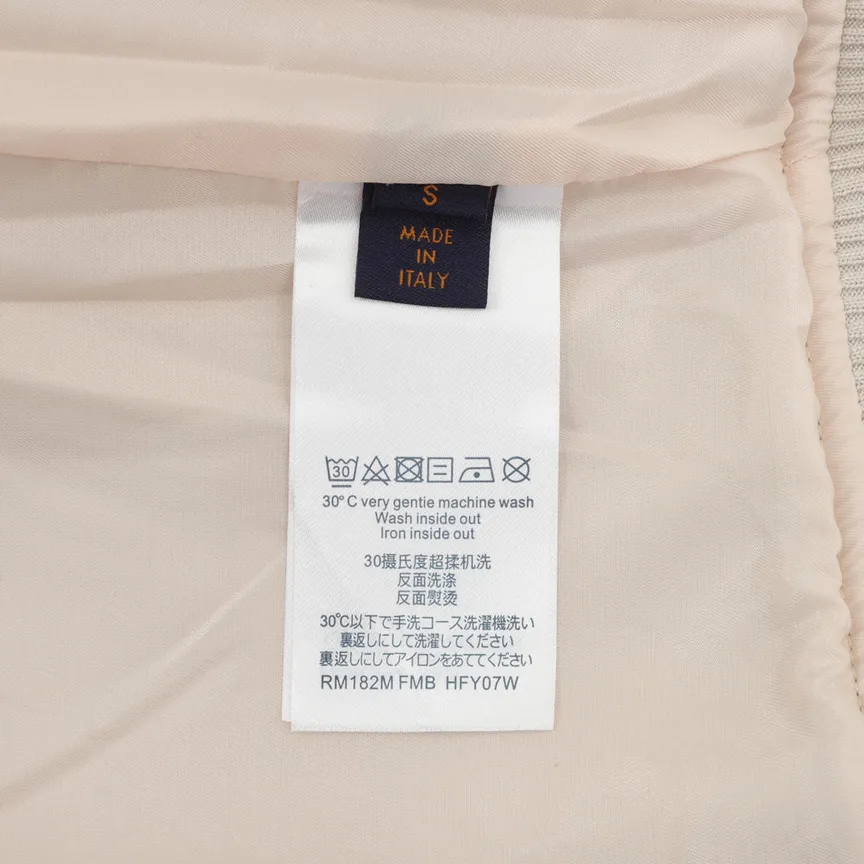 S
MADE
IN
ITALY
30
30°C very gentie machine wash
Wash inside out
Iron inside out
30摄氏度超揉机洗
反面洗涤
反面熨烫
30℃以下で手洗コース洗濯機洗い
裏返しにして洗濯してください
裏返しにしてアイロンをあててください
RM182M FMB HFY07W